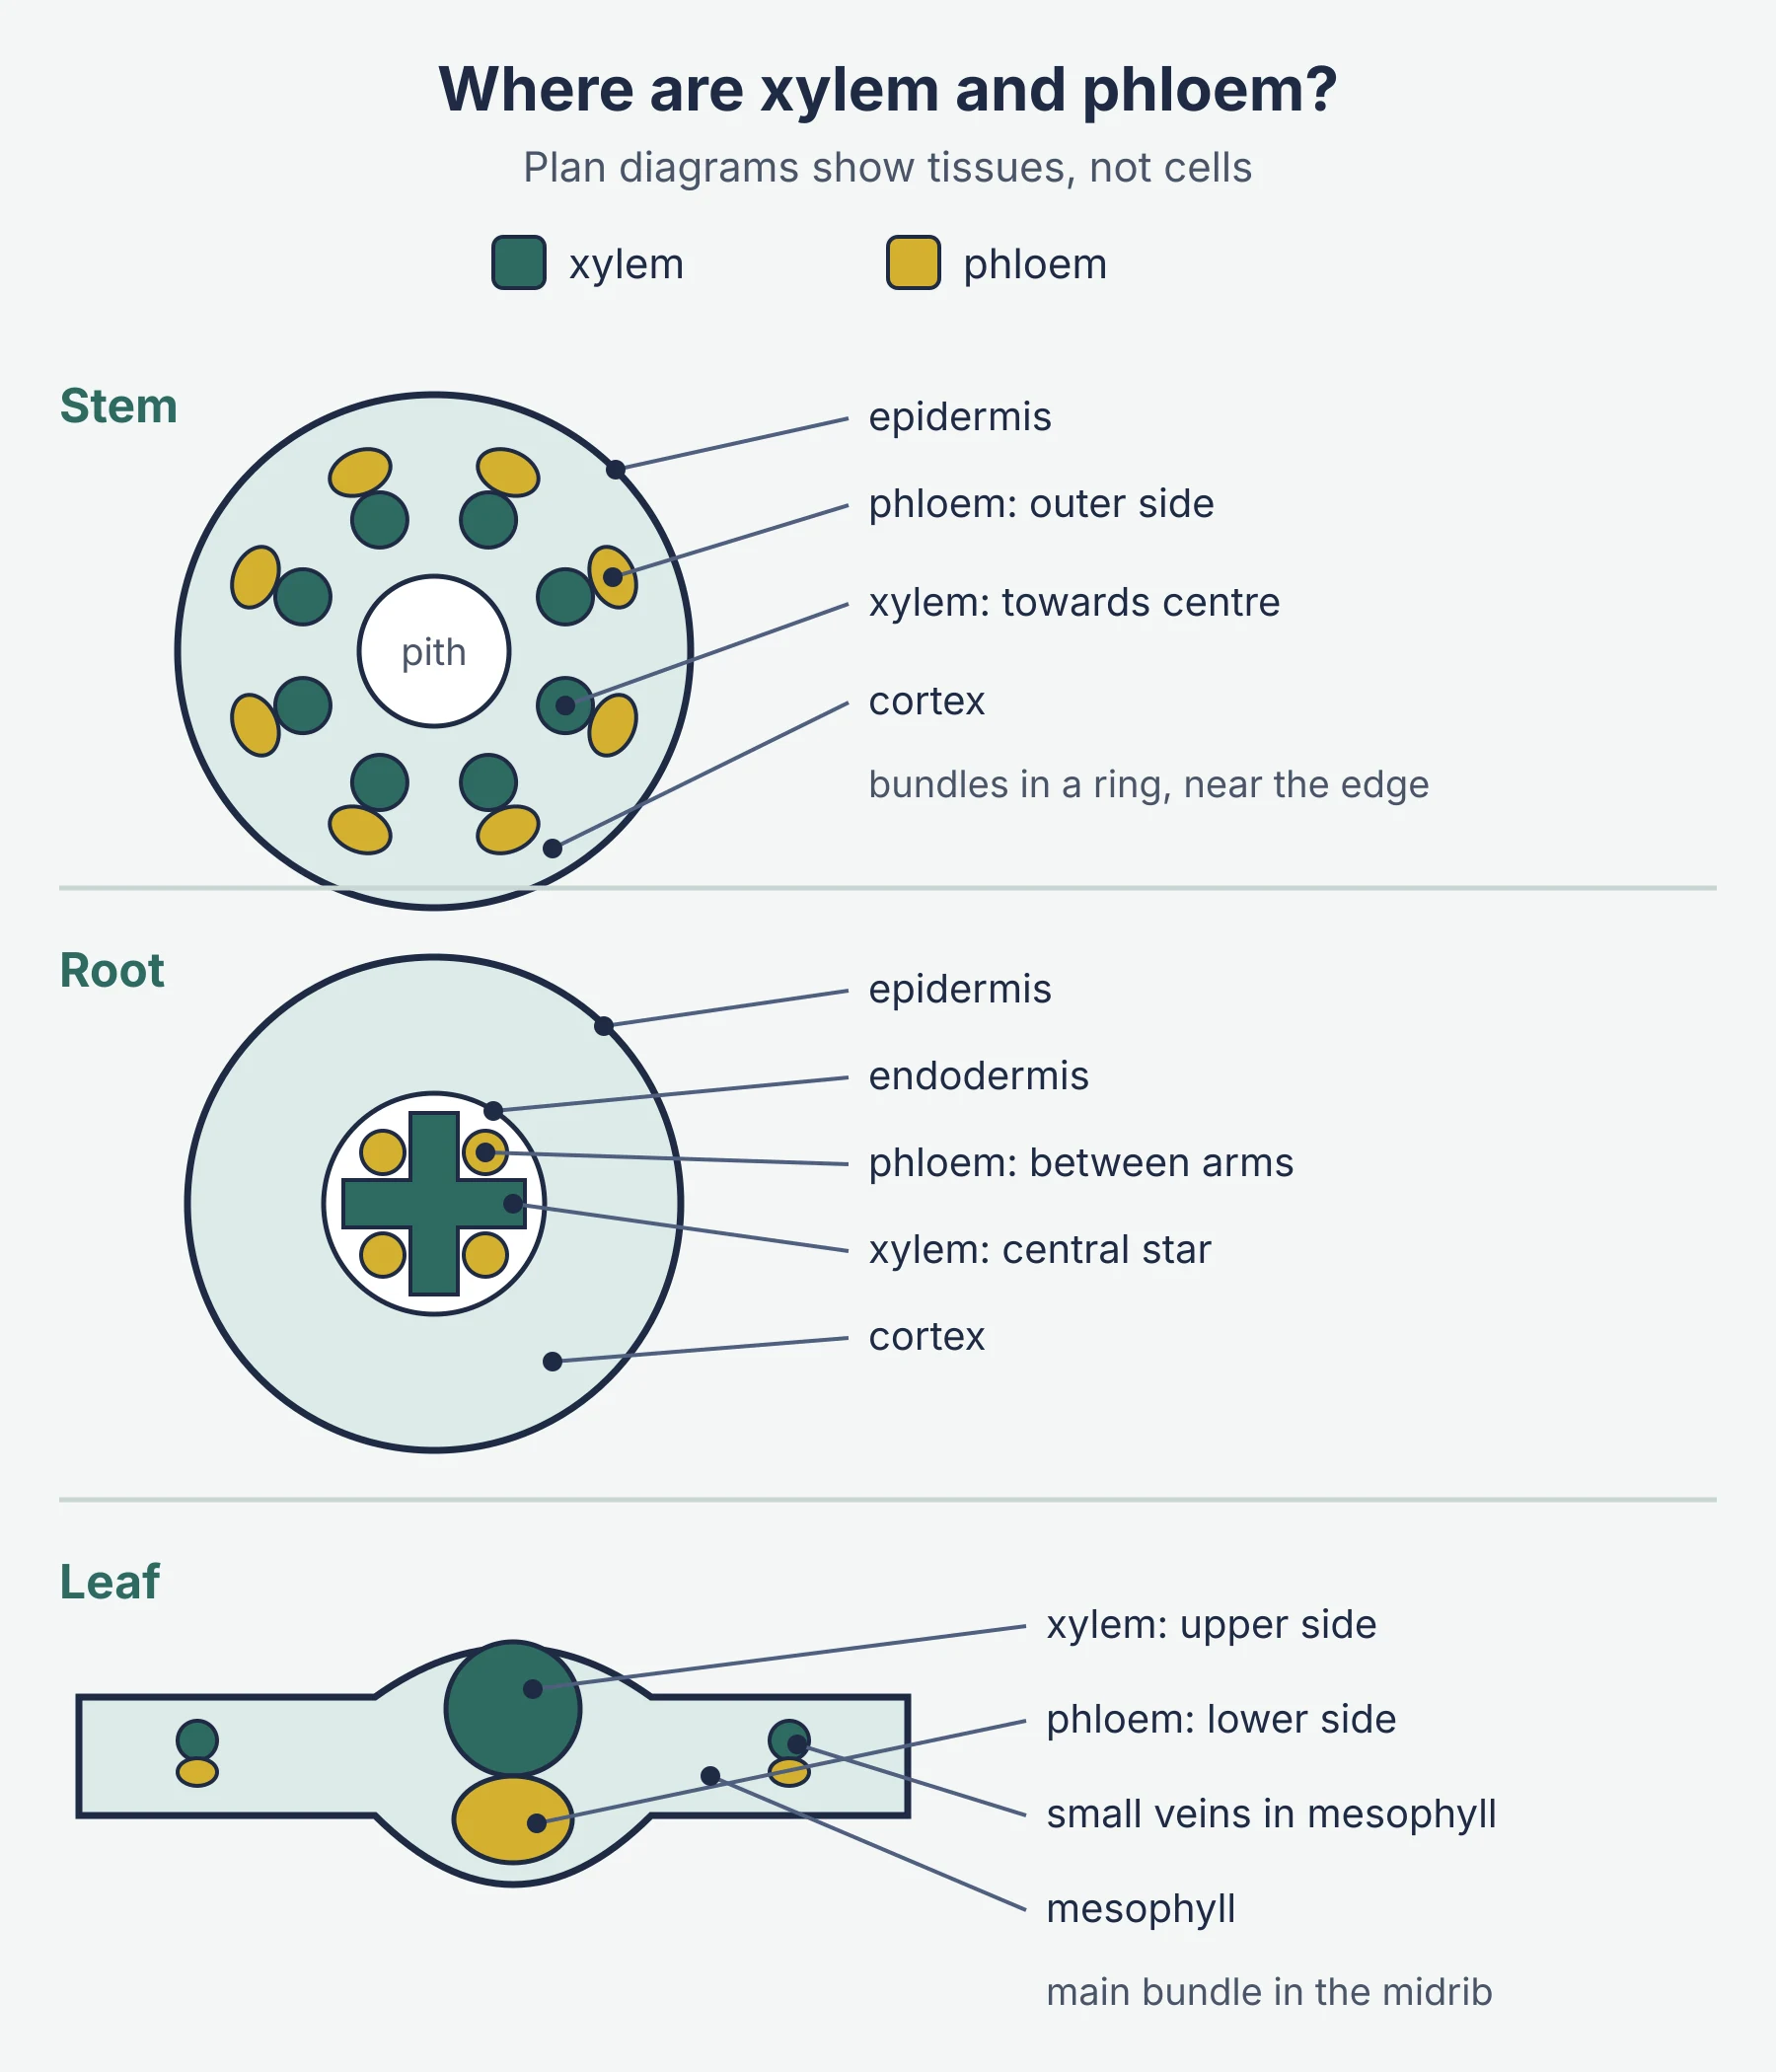 Where are xylem and phloem?
Plan diagrams show tissues, not cells
xylem
phloem
Stem
epidermis
phloem: outer side
xylem: towards centre
pith
cortex
bundles in a ring, near the edge
Root
epidermis
endodermis
phloem: between arms
xylem: central star
cortex
Leaf
xylem: upper side
phloem: lower side
small veins in mesophyll
mesophyll
main bundle in the midrib